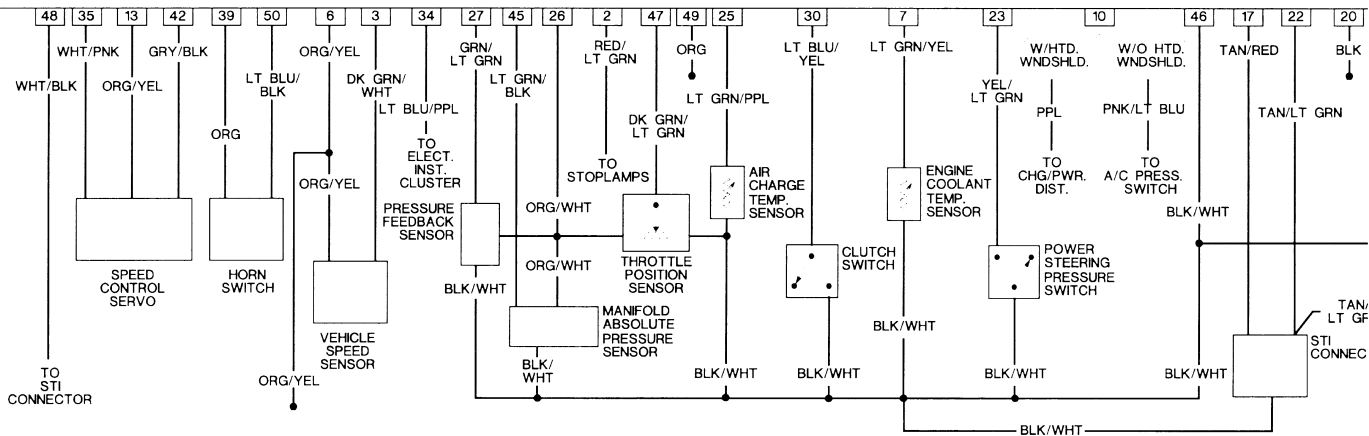 48 35 13 42 39 50 6 3 34 27 45 26 2 47 49 25 30 7 23 10 46 17 22 20
WHT/BLK
WHT/PNK
ORG/YEL
GRY/BLK
ORG
LT BLU/
BLK
ORG/YEL
DK GRN/
WHT
LT BLU/PPL
TO
ELECT.
INST.
CLUSTER
GRN/
LT GRN
LT GRN/
BLK
RED/
LT GRN
TO
STOPLAMPS
DK GRN/
LT GRN
ORG
LT GRN/PPL
LT BLU/
YEL
LT GRN/YEL
YEL/
LT GRN
W/HTD.
WNDSHLD.
PPL
TO
CHG/PWR.
DIST.
W/O HTD.
WNDSHLD.
PNK/LT BLU
TO
A/C PRESS.
SWITCH
TAN/RED
TAN/LT GRN
BLK
ORG/YEL
PRESSURE
FEEDBACK
SENSOR
ORG/WHT
ORG/WHT
AIR
CHARGE
TEMP.
SENSOR
ENGINE
COOLANT
TEMP.
SENSOR
BLK/WHT
SPEED
CONTROL
SERVO
HORN
SWITCH
VEHICLE
SPEED
SENSOR
BLK/WHT
THROTTLE
POSITION
SENSOR
CLUTCH
SWITCH
POWER
STEERING
PRESSURE
SWITCH
MANIFOLD
ABSOLUTE
PRESSURE
SENSOR
BLK/WHT
TAN/
LT GR
STI
CONNEC
TO
STI
CONNECTOR
ORG/YEL
BLK/
WHT
BLK/WHT
BLK/WHT
BLK/WHT
BLK/WHT
BLK/WHT